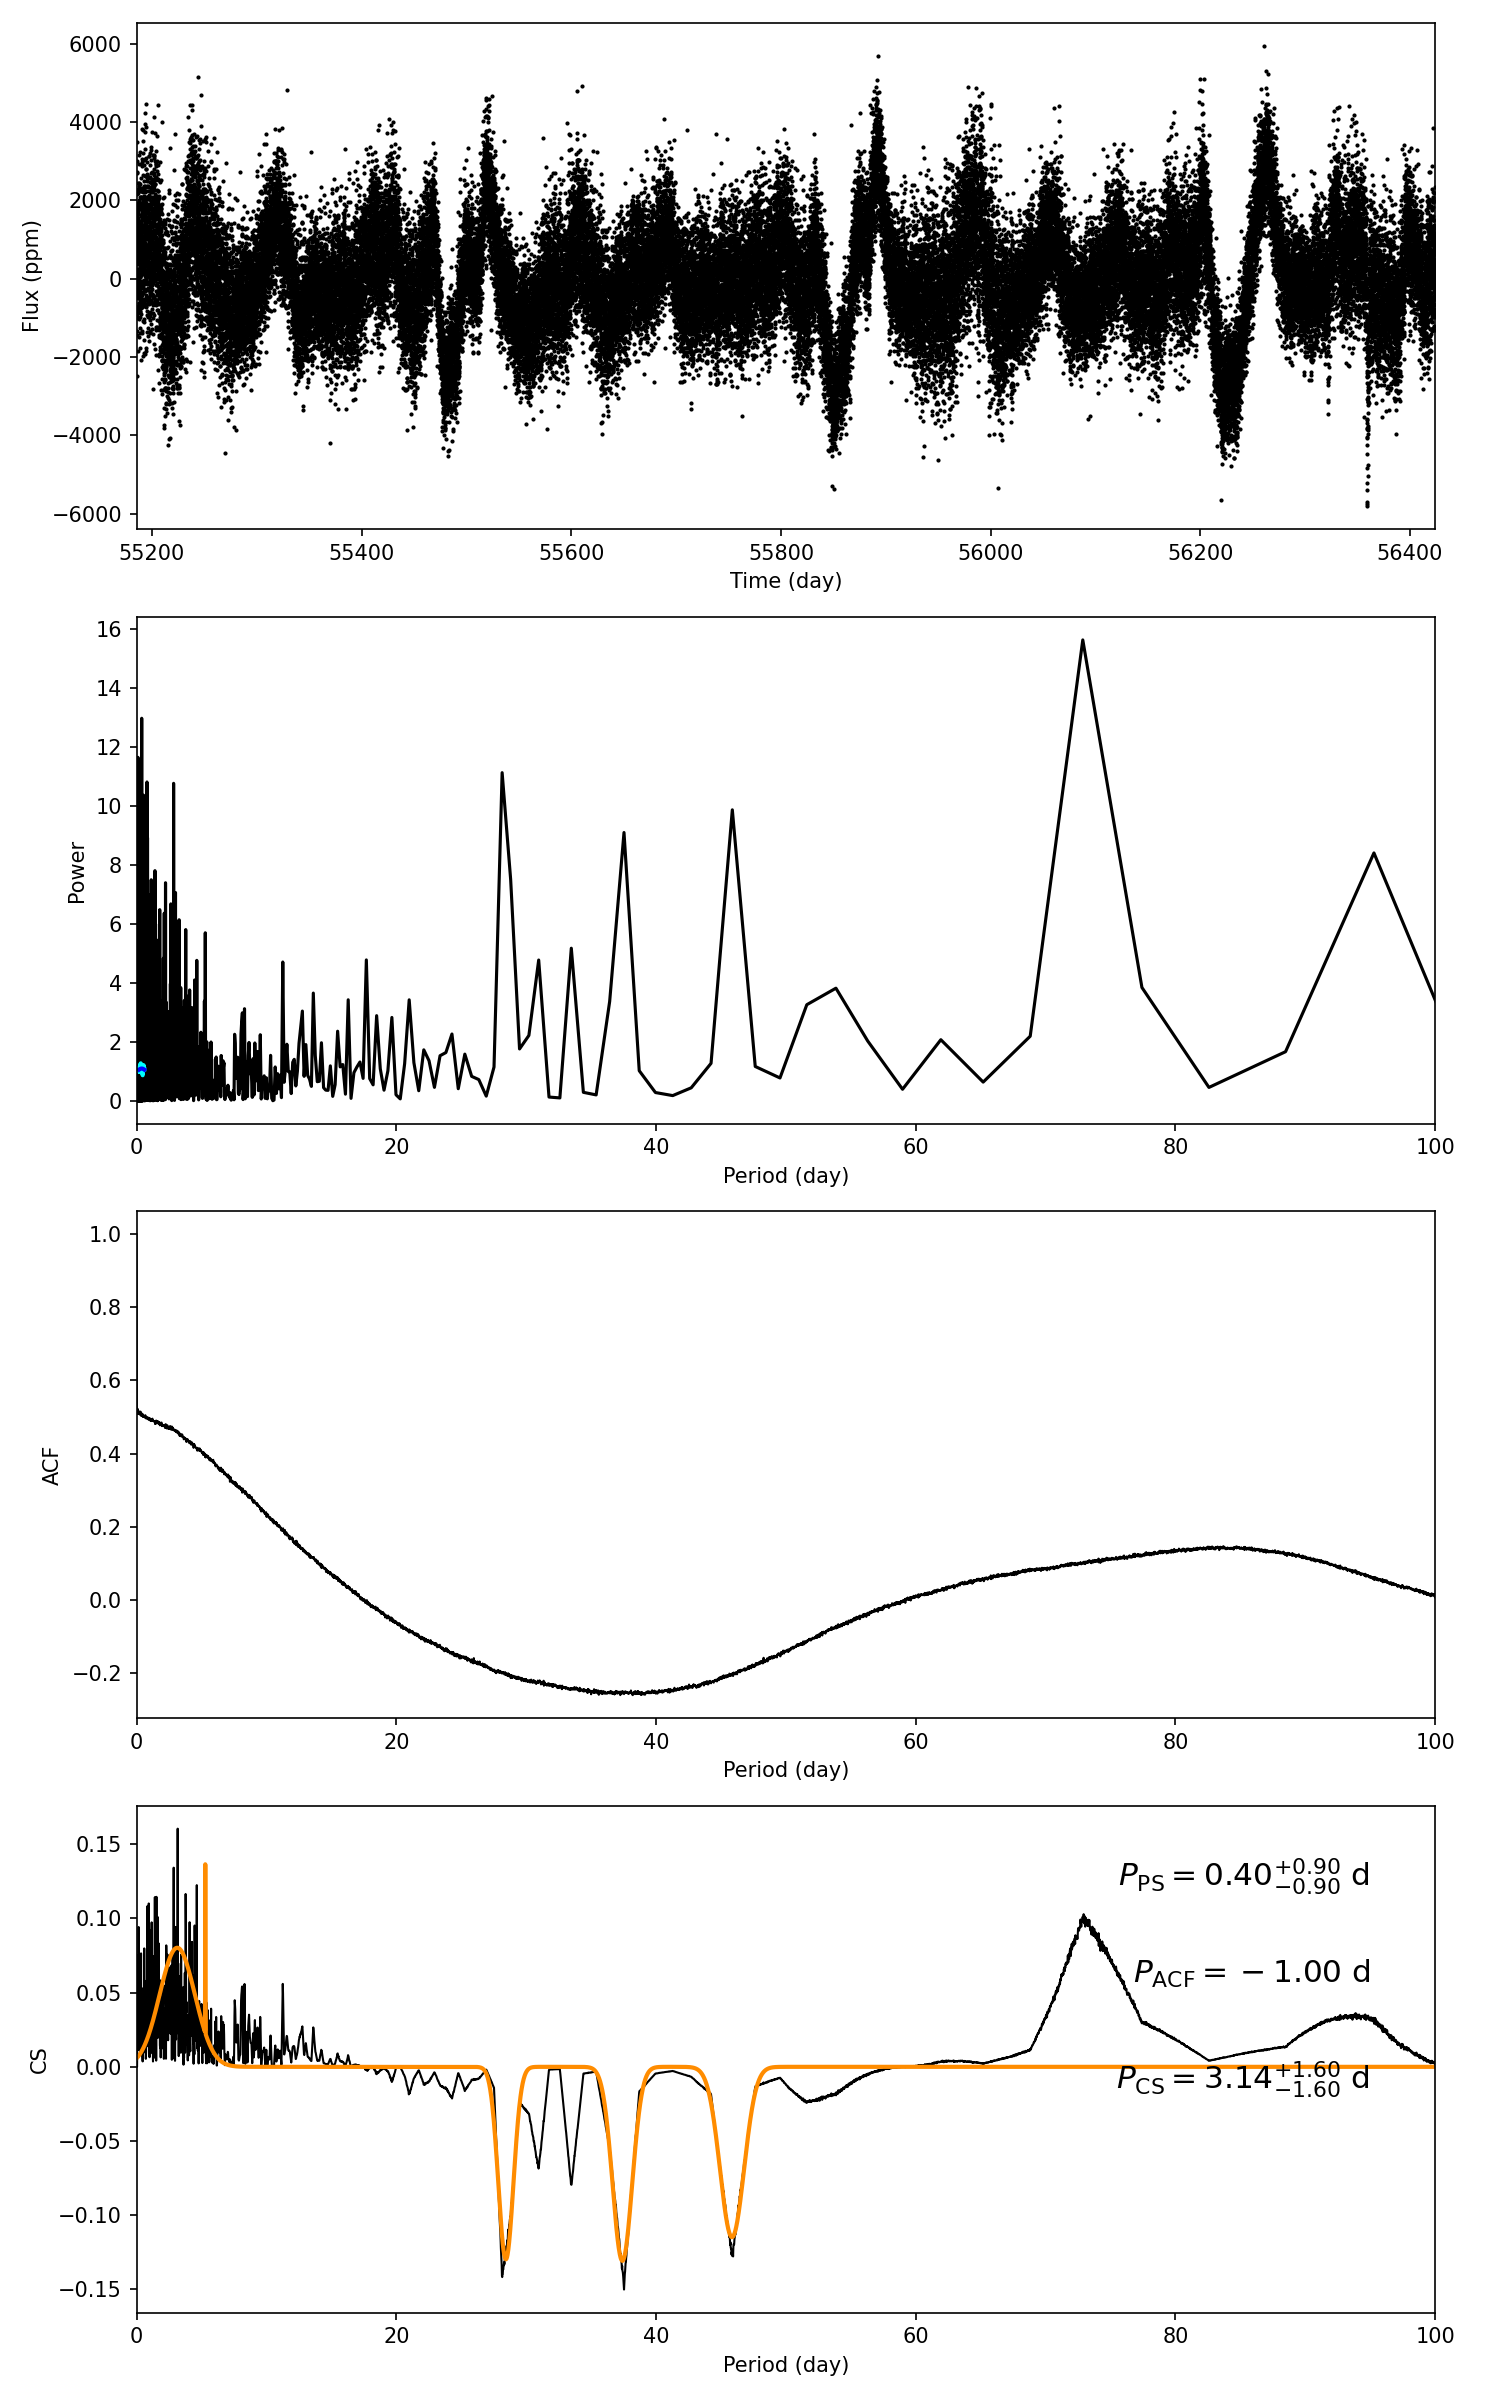 6000
4000
2000
0
−2000
−4000
−6000
Flux (ppm)
55200 55400 55600 55800 56000 56200 56400
Time (day)
16
14
12
10
8
6
4
2
0
Power
0 20 40 60 80 100
Period (day)
1.0
0.8
0.6
0.4
0.2
0.0
−0.2
ACF
0 20 40 60 80 100
Period (day)
0.15
0.10
0.05
0.00
−0.05
−0.10
−0.15
CS
P_PS = 0.40^{+0.90}_{−0.90} d
P_ACF = −1.00 d
P_CS = 3.14^{+1.60}_{−1.60} d
0 20 40 60 80 100
Period (day)